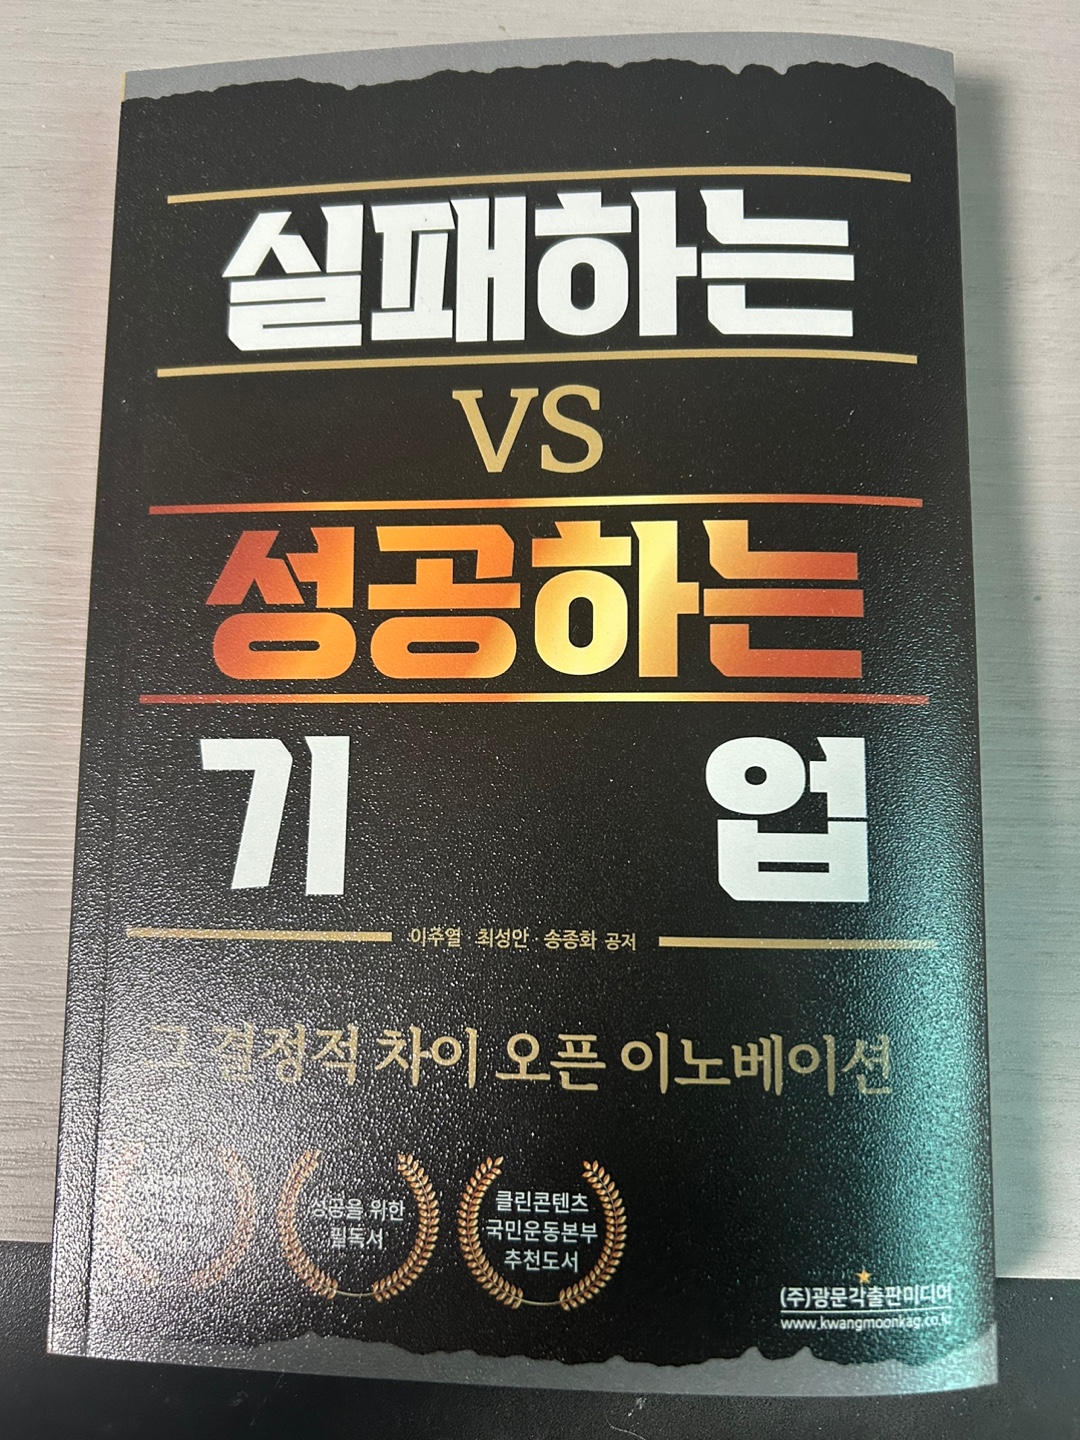 실패하는
VS
성공하는
기 업
이주열 · 최성안 · 송종화 공저
그 결정적 차이 오픈 이노베이션
성공을 위한
필독서
클린콘텐츠
국민운동본부
추천도서
(주)광문각출판미디어
www.kwangmoonkag.co.kr